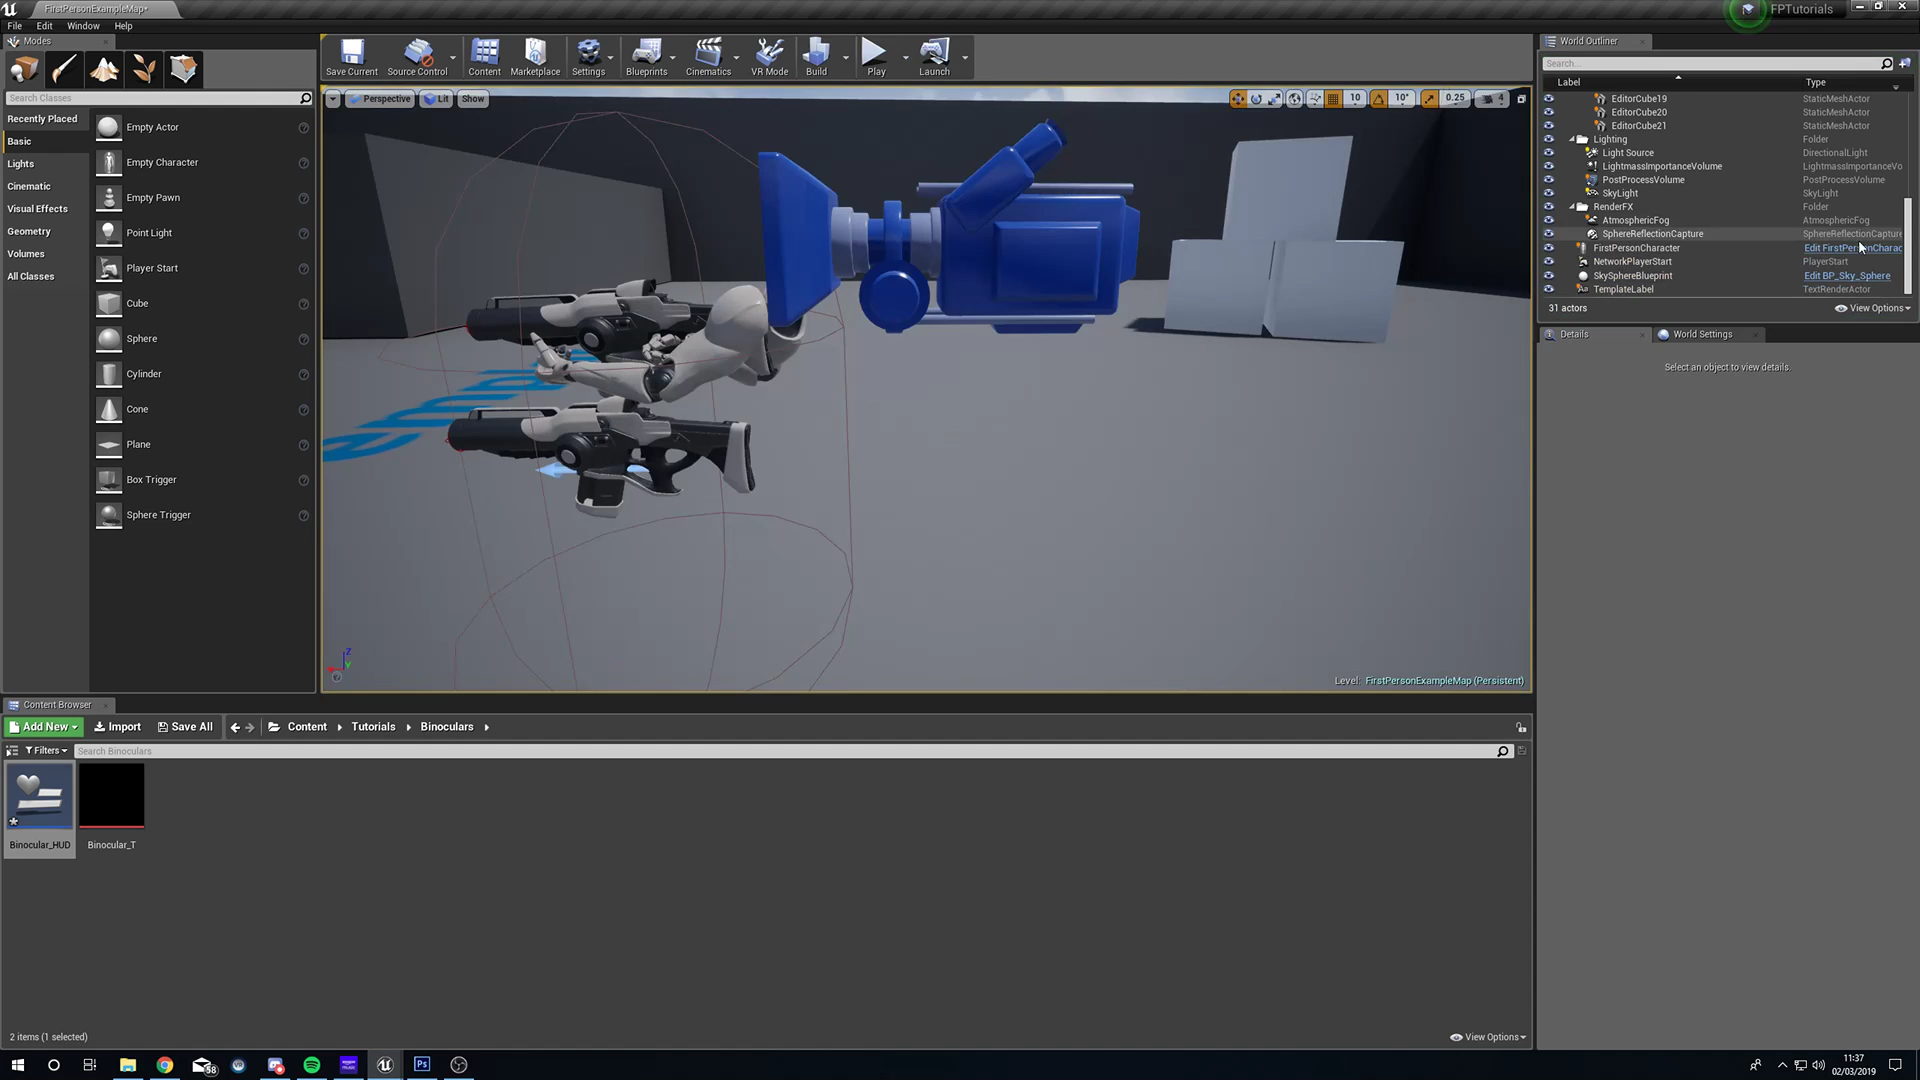 FirstPersonExampleMap*
FPTutorials
File Edit Window Help
Modes
Search Classes
Recently Placed
Basic
Lights
Cinematic
Visual Effects
Geometry
Volumes
All Classes
Empty Actor
Empty Character
Empty Pawn
Point Light
Player Start
Cube
Sphere
Cylinder
Cone
Plane
Box Trigger
Sphere Trigger
Save Current Source Control Content Marketplace Settings Blueprints Cinematics VR Mode Build Play Launch
Perspective Lit Show
10 10° 0.25 4
Level: FirstPersonExampleMap (Persistent)
World Outliner
Search...
Label Type
EditorCube19 StaticMeshActor
EditorCube20 StaticMeshActor
EditorCube21 StaticMeshActor
Lighting Folder
Light Source DirectionalLight
LightmassImportanceVolume LightmassImportanceVo
PostProcessVolume PostProcessVolume
SkyLight SkyLight
RenderFX Folder
AtmosphericFog AtmosphericFog
SphereReflectionCapture SphereReflectionCapture
FirstPersonCharacter Edit FirstPersonCharac
NetworkPlayerStart PlayerStart
SkySphereBlueprint Edit BP_Sky_Sphere
TemplateLabel TextRenderActor
31 actors View Options
Details World Settings
Select an object to view details.
Content Browser
Add New Import Save All Content Tutorials Binoculars
Filters Search Binoculars
Binocular_HUD Binocular_T
2 items (1 selected) View Options
58
Ps
11:37
02/03/2019